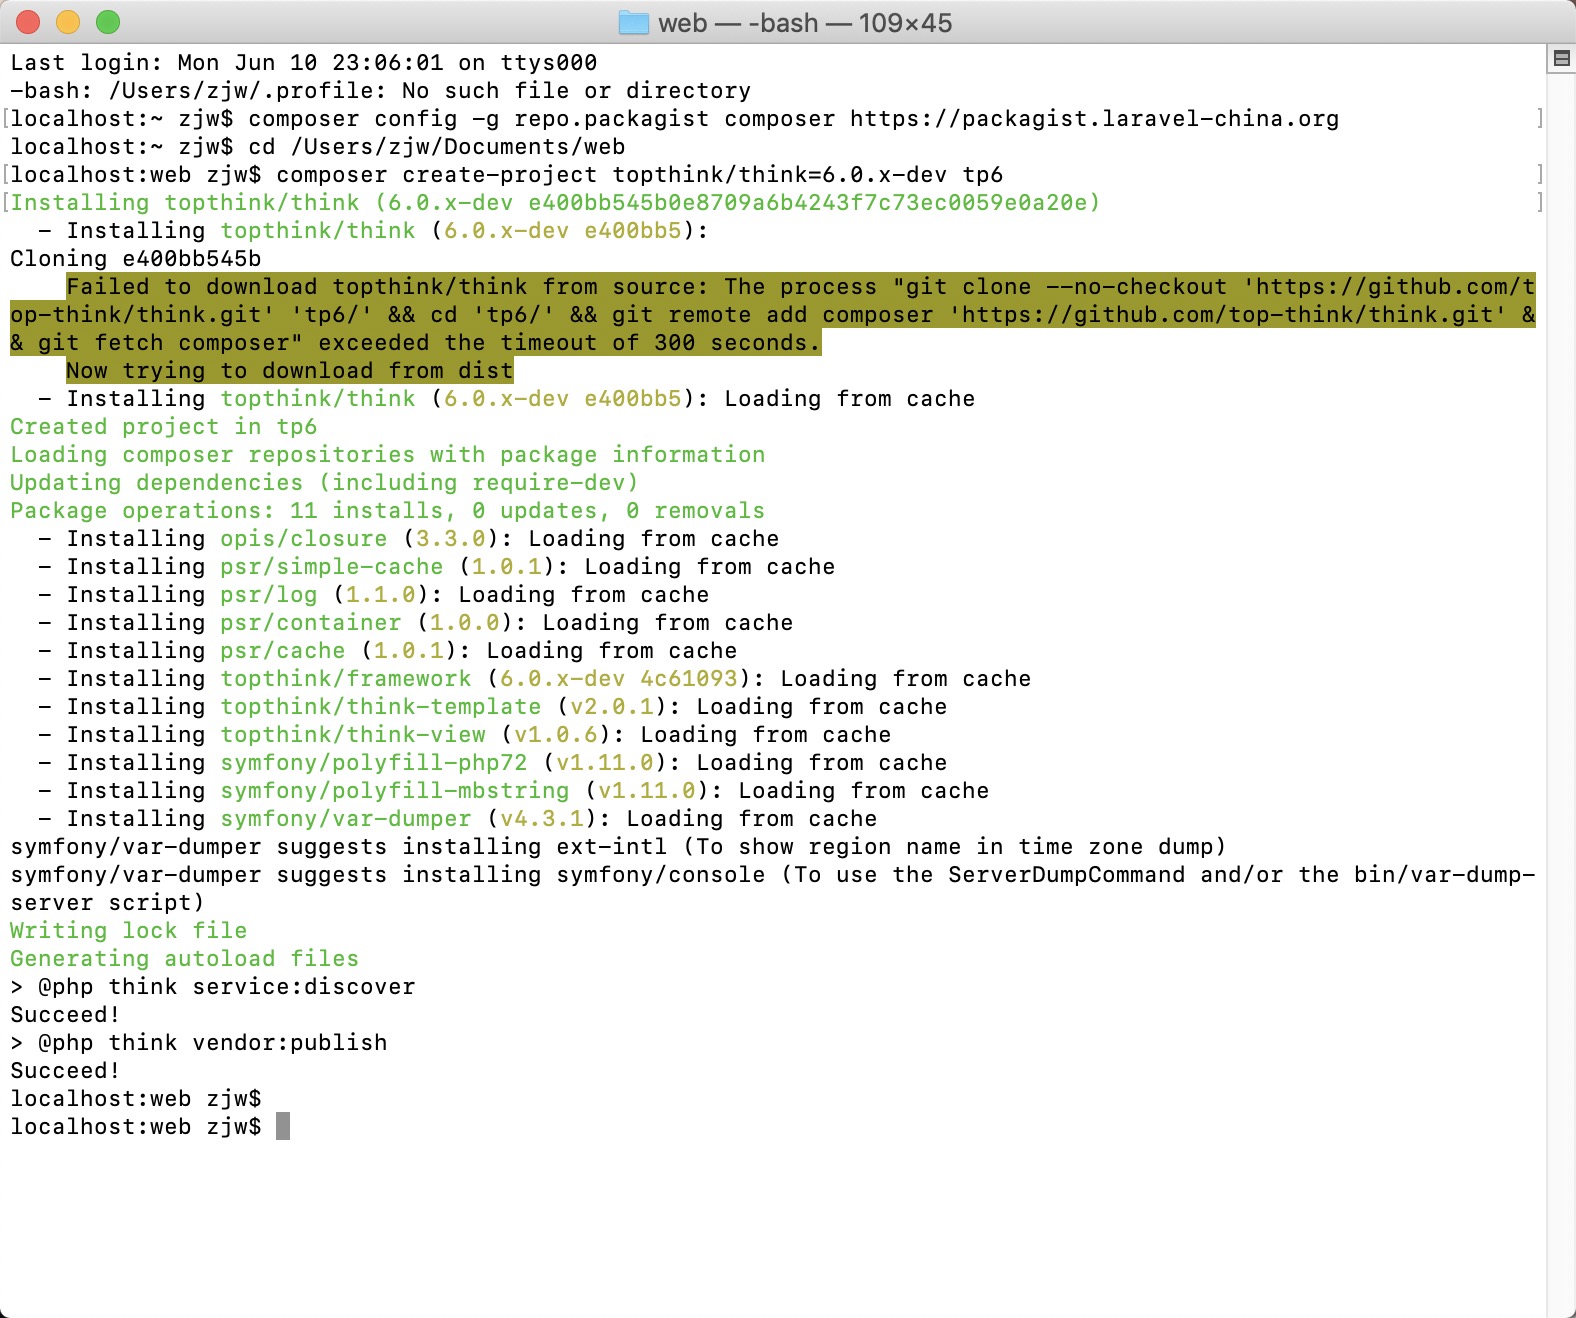 web — -bash — 109×45
Last login: Mon Jun 10 23:06:01 on ttys000
-bash: /Users/zjw/.profile: No such file or directory
[localhost:~ zjw$ composer config -g repo.packagist composer https://packagist.laravel-china.org ]
localhost:~ zjw$ cd /Users/zjw/Documents/web
[localhost:web zjw$ composer create-project topthink/think=6.0.x-dev tp6 ]
[Installing topthink/think (6.0.x-dev e400bb545b0e8709a6b4243f7c73ec0059e0a20e) ]
  - Installing topthink/think (6.0.x-dev e400bb5):
Cloning e400bb545b
    Failed to download topthink/think from source: The process "git clone --no-checkout 'https://github.com/t
op-think/think.git' 'tp6/' && cd 'tp6/' && git remote add composer 'https://github.com/top-think/think.git' &
& git fetch composer" exceeded the timeout of 300 seconds.
    Now trying to download from dist
  - Installing topthink/think (6.0.x-dev e400bb5): Loading from cache
Created project in tp6
Loading composer repositories with package information
Updating dependencies (including require-dev)
Package operations: 11 installs, 0 updates, 0 removals
  - Installing opis/closure (3.3.0): Loading from cache
  - Installing psr/simple-cache (1.0.1): Loading from cache
  - Installing psr/log (1.1.0): Loading from cache
  - Installing psr/container (1.0.0): Loading from cache
  - Installing psr/cache (1.0.1): Loading from cache
  - Installing topthink/framework (6.0.x-dev 4c61093): Loading from cache
  - Installing topthink/think-template (v2.0.1): Loading from cache
  - Installing topthink/think-view (v1.0.6): Loading from cache
  - Installing symfony/polyfill-php72 (v1.11.0): Loading from cache
  - Installing symfony/polyfill-mbstring (v1.11.0): Loading from cache
  - Installing symfony/var-dumper (v4.3.1): Loading from cache
symfony/var-dumper suggests installing ext-intl (To show region name in time zone dump)
symfony/var-dumper suggests installing symfony/console (To use the ServerDumpCommand and/or the bin/var-dump-
server script)
Writing lock file
Generating autoload files
> @php think service:discover
Succeed!
> @php think vendor:publish
Succeed!
localhost:web zjw$
localhost:web zjw$